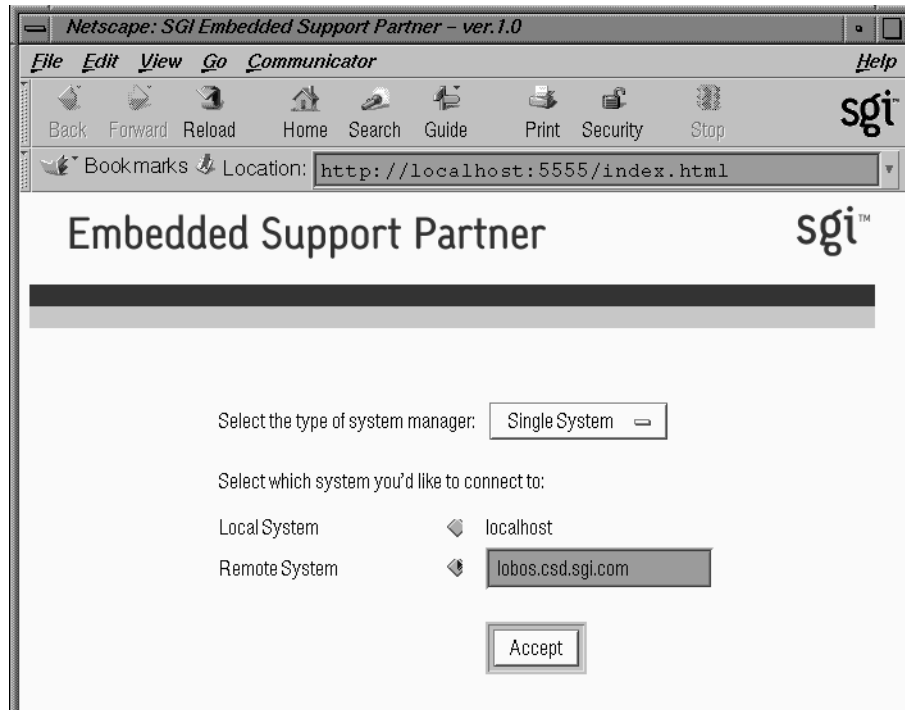 Netscape: SGI Embedded Support Partner – ver.1.0
File Edit View Go Communicator Help
Back Forward Reload Home Search Guide Print Security Stop
sgi
Bookmarks Location: http://localhost:5555/index.html
Embedded Support Partner sgi™
Select the type of system manager: Single System
Select which system you'd like to connect to:
Local System localhost
Remote System lobos.csd.sgi.com
Accept